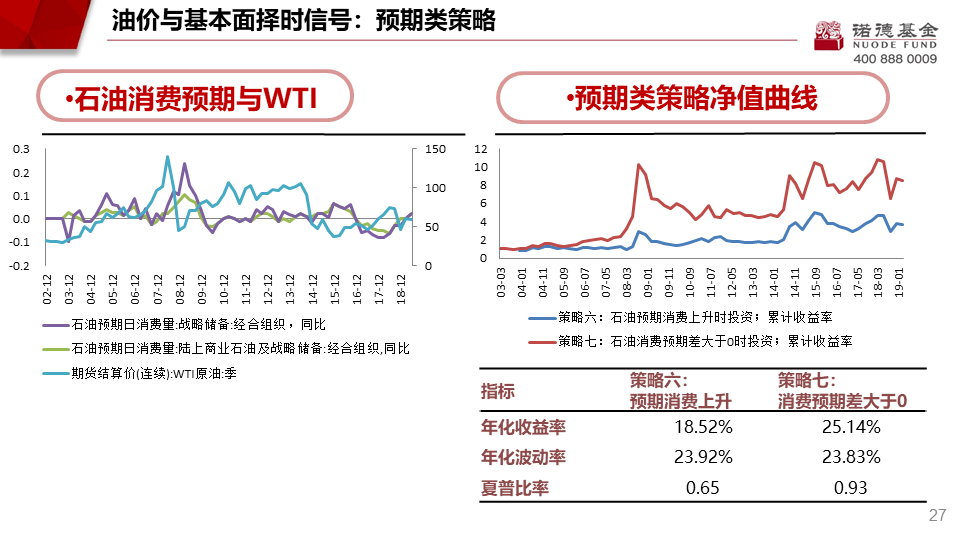 油价与基本面择时信号：预期类策略
诺德基金
NUODE FUND
400 888 0009
•石油消费预期与WTI
•预期类策略净值曲线
0.3
0.2
0.1
0.0
-0.1
-0.2
150
100
50
0
02-12
03-12
04-12
05-12
06-12
07-12
08-12
09-12
10-12
11-12
12-12
13-12
14-12
15-12
16-12
17-12
18-12
石油预期日消费量:战略储备:经合组织，同比
石油预期日消费量:陆上商业石油及战略储备:经合组织,同比
期货结算价(连续):WTI原油:季
12
10
8
6
4
2
0
03-03
04-01
04-11
05-09
06-07
07-05
08-03
09-01
09-11
10-09
11-07
12-05
13-03
14-01
14-11
15-09
16-07
17-05
18-03
19-01
策略六：石油预期消费上升时投资；累计收益率
策略七：石油消费预期差大于0时投资；累计收益率
指标
策略六：
预期消费上升
策略七：
消费预期差大于0
年化收益率 18.52% 25.14%
年化波动率 23.92% 23.83%
夏普比率 0.65 0.93
27